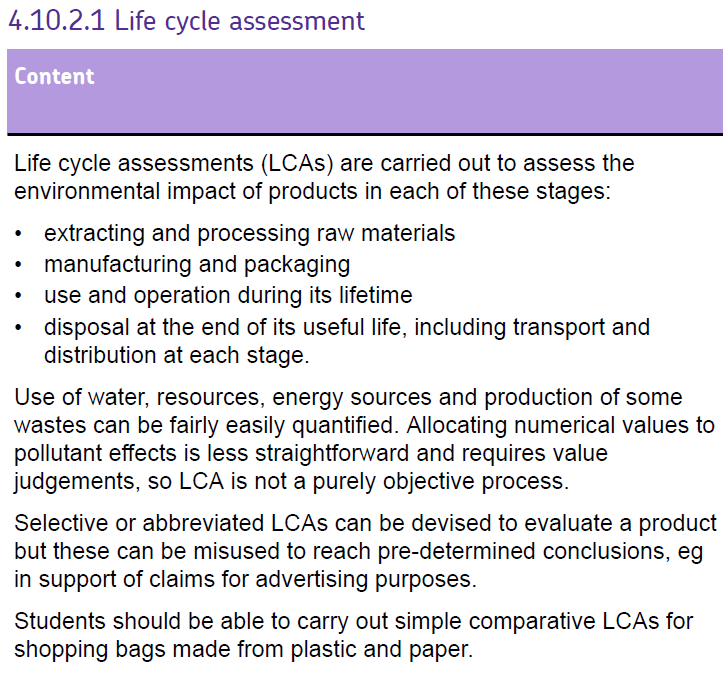 4.10.2.1 Life cycle assessment
Content
Life cycle assessments (LCAs) are carried out to assess the
environmental impact of products in each of these stages:
• extracting and processing raw materials
• manufacturing and packaging
• use and operation during its lifetime
• disposal at the end of its useful life, including transport and
distribution at each stage.
Use of water, resources, energy sources and production of some
wastes can be fairly easily quantified. Allocating numerical values to
pollutant effects is less straightforward and requires value
judgements, so LCA is not a purely objective process.
Selective or abbreviated LCAs can be devised to evaluate a product
but these can be misused to reach pre-determined conclusions, eg
in support of claims for advertising purposes.
Students should be able to carry out simple comparative LCAs for
shopping bags made from plastic and paper.